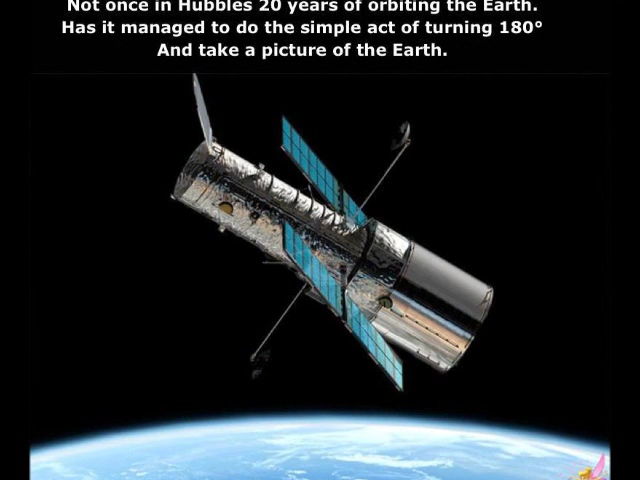 Not once in Hubbles 20 years of orbiting the Earth.
Has it managed to do the simple act of turning 180°
And take a picture of the Earth.